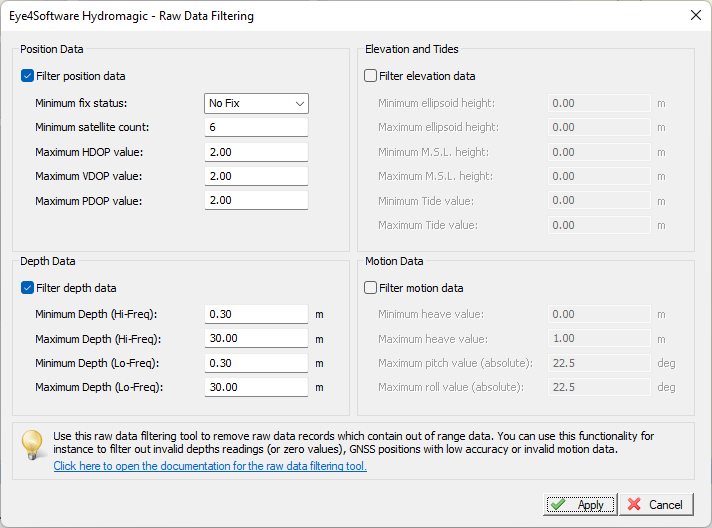 Eye4Software Hydromagic - Raw Data Filtering
Position Data
Filter position data
Minimum fix status: No Fix
Minimum satellite count: 6
Maximum HDOP value: 2.00
Maximum VDOP value: 2.00
Maximum PDOP value: 2.00
Elevation and Tides
Filter elevation data
Minimum ellipsoid height: 0.00 m
Maximum ellipsoid height: 0.00 m
Minimum M.S.L. height: 0.00 m
Maximum M.S.L. height: 0.00 m
Minimum Tide value: 0.00 m
Maximum Tide value: 0.00 m
Depth Data
Filter depth data
Minimum Depth (Hi-Freq): 0.30 m
Maximum Depth (Hi-Freq): 30.00 m
Minimum Depth (Lo-Freq): 0.30 m
Maximum Depth (Lo-Freq): 30.00 m
Motion Data
Filter motion data
Minimum heave value: 0.00 m
Maximum heave value: 1.00 m
Maximum pitch value (absolute): 22.5 deg
Maximum roll value (absolute): 22.5 deg
Use this raw data filtering tool to remove raw data records which contain out of range data. You can use this functionality for
instance to filter out invalid depths readings (or zero values), GNSS positions with low accuracy or invalid motion data.
Click here to open the documentation for the raw data filtering tool.
Apply Cancel